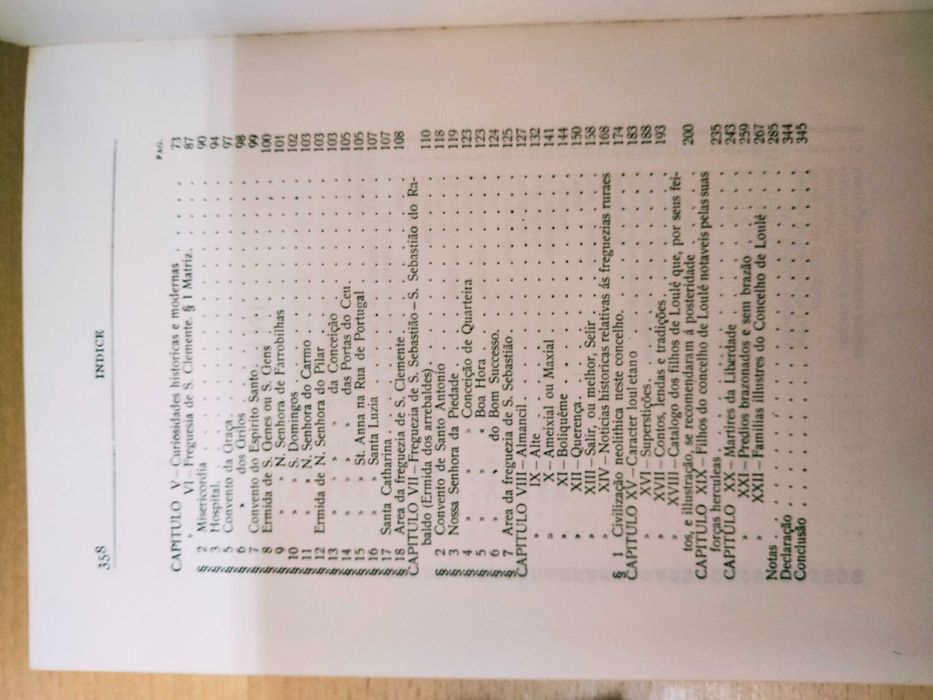 358 INDICE
PAG.
CAPITULO V — Curiosidades historicas e modernas . . . 73
» VI — Freguesia de S. Clemente. § 1 Matriz. . . . 87
§ 2 Misericordia . . . 90
§ 3 Hospital. . . . 94
§ 5 Convento da Graça. . . . 97
§ 6 » dos Grilos . . . 98
§ 7 Convento do Espirito Santo. . . . 99
§ 8 Ermida de S. Genes ou S. Gens . . . 100
§ 9 » » N. Senhora de Farrobilhas . . . 101
§ 10 » » S. Domingos . . . 102
§ 11 » » N. Senhora do Carmo . . . 103
§ 12 Ermida de N. Senhora do Pilar . . . 103
§ 13 » » » da Conceição . . . 103
§ 14 » » » das Portas do Ceu. . . . 105
§ 15 » » St. Anna na Rua de Portugal . . . 105
§ 16 » » Santa Luzia . . . 107
§ 17 Santa Catharina . . . 107
§ 18 Area da freguezia de S. Clemente. . . . 108
CAPITULO VII — Freguezia de S. Sebastião — S. Sebastião do Ra-
baldo (Ermida dos arrebaldes). . . . 110
§ 2 Convento de Santo Antonio . . . 118
§ 3 Nossa Senhora da Piedade . . . 119
§ 4 » » » Conceição de Quarteira . . . 123
§ 5 » » « Boa Hora . . . 123
§ 6 » » do Bom Successo. . . . 124
§ 7 Area da freguezia de S. Sebastião . . . 125
CAPITULO VIII — Almancil . . . 127
» IX — Alte . . . 132
» X — Ameixial ou Maxial . . . 141
» XI — Boliquême . . . 144
» XII — Querença. . . . 150
» XIII — Salir, ou melhor, Selir . . . 158
» XIV — Noticias historicas relativas ás freguezias ruraes 168
§ 1 Civilização neolithica neste concelho. . . . 174
CAPITULO XV — Caracter louletano . . . 183
» XVI — Superstições . . . 188
» XVII — Contos, lendas e tradições. . . . 193
» XVIII — Catalogo dos filhos de Loulé que, por seus fei-
tos, e illustração, se recomendaram á posteridade . . . 200
CAPITULO XIX — Filhos do concelho de Loulé notaveis pelas suas
forças herculeas . . . 235
CAPITULO XX — Martires da Liberdade . . . 243
» XXI — Predios brazonados e sem brazão . . . 259
» XXII — Familias illustres do Concelho de Loulé . . . 267
Notas . . . 285
Declaração . . . 344
Conclusão . . . 345